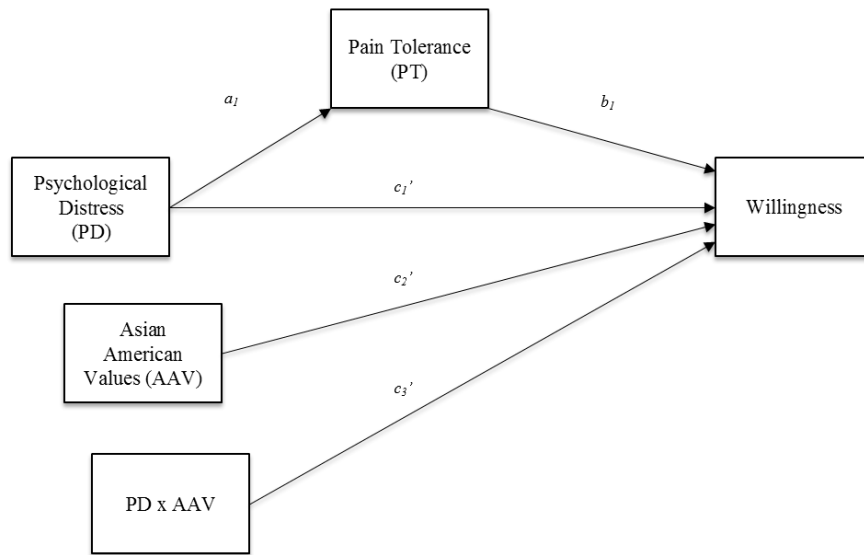 Pain Tolerance
(PT)
a₁
b₁
Psychological
Distress
(PD)
c₁’
Willingness
c₂’
Asian
American
Values (AAV)
c₃’
PD x AAV